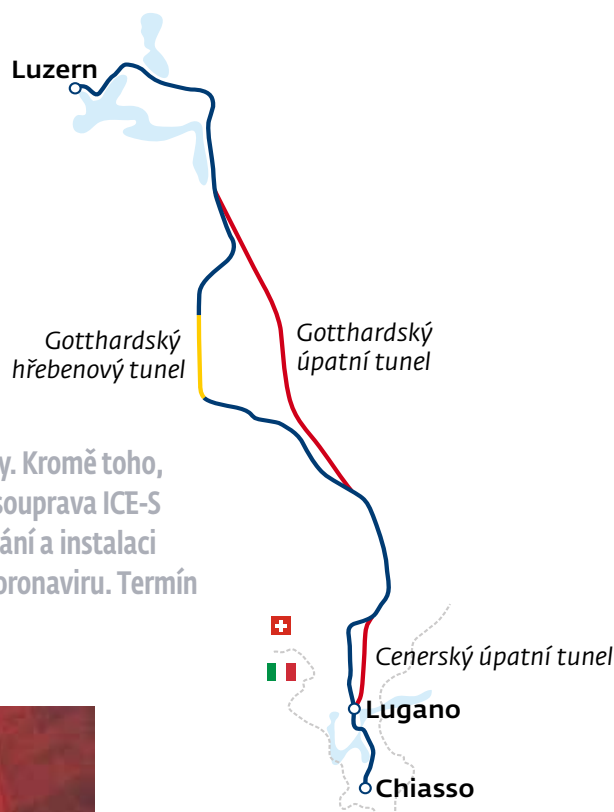 Luzern
Gotthardský
hřebenový tunel
Gotthardský
úpatní tunel
y. Kromě toho,
souprava ICE-S
ání a instalaci
oronaviru. Termín
Cenerský úpatní tunel
Lugano
Chiasso